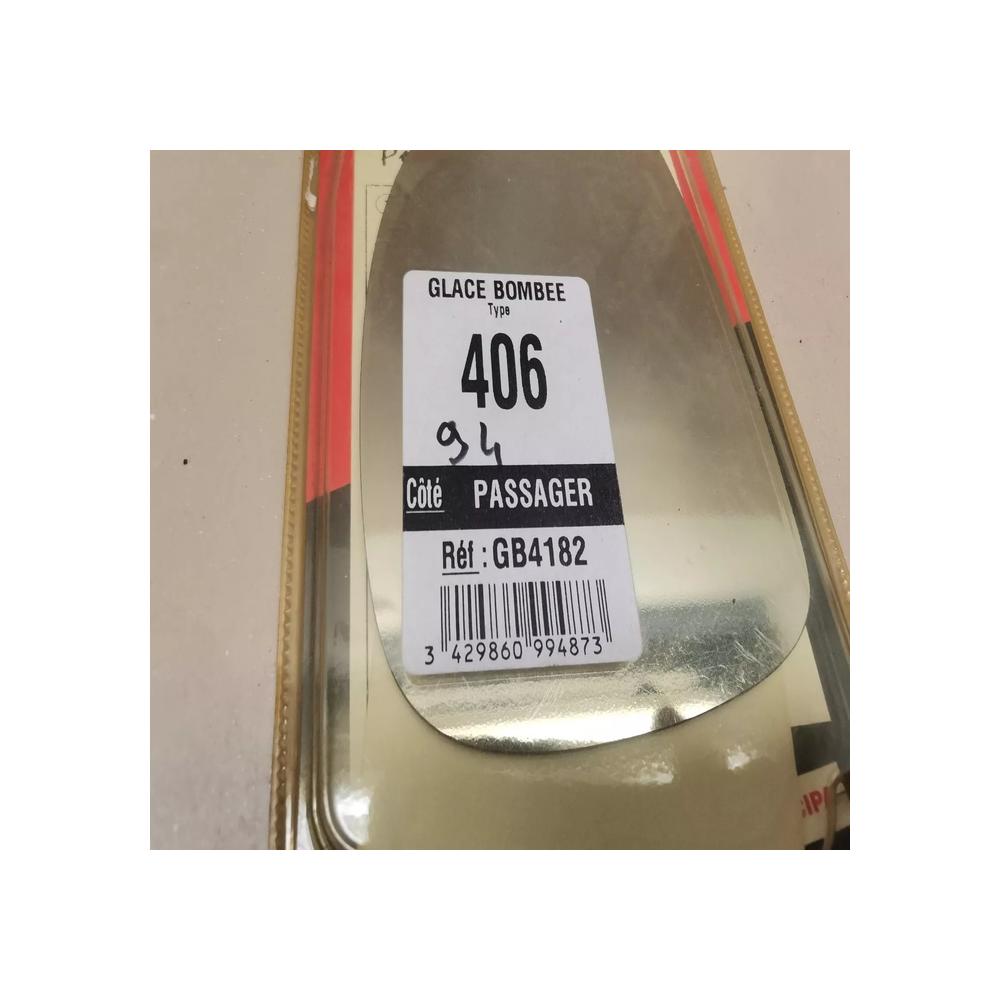 GLACE BOMBEE
Type
406
94
Côté PASSAGER
Réf : GB4182
3 429860 994873